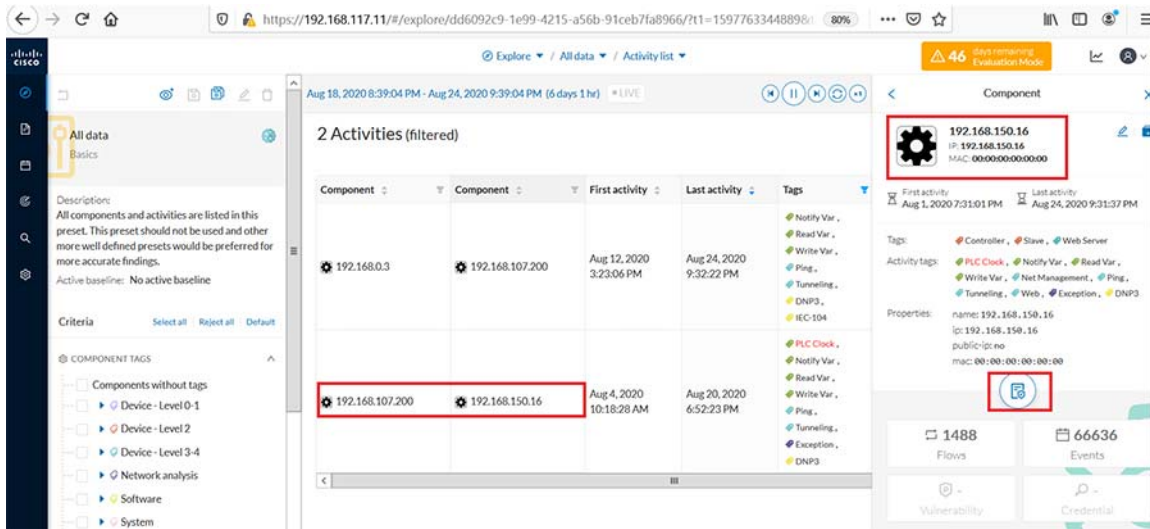 https://192.168.117.11/#/explore/dd6092c9-1e99-4215-a56b-91ceb7fa8966/?t1=15977633448898
80%
cisco
Explore / All data / Activity list
46 days remaining Evaluation Mode
All data
Basics
Description:
All components and activities are listed in this
preset. This preset should not be used and other
more well defined presets would be preferred for
more accurate findings.
Active baseline: No active baseline
Criteria Select all Reject all Default
COMPONENT TAGS
Components without tags
Device - Level 0-1
Device - Level 2
Device - Level 3-4
Network analysis
Software
System
Aug 18, 2020 8:39:04 PM - Aug 24, 2020 9:39:04 PM (6 days 1 hr) LIVE
2 Activities (filtered)
Component Component First activity Last activity Tags
192.168.0.3 192.168.107.200 Aug 12, 2020 3:23:06 PM Aug 24, 2020 9:32:22 PM
Notify Var ,
Read Var ,
Write Var ,
Ping ,
Tunneling ,
DNP3 ,
IEC-104
192.168.107.200 192.168.150.16 Aug 4, 2020 10:18:28 AM Aug 20, 2020 6:52:23 PM
PLC Clock ,
Notify Var ,
Read Var ,
Write Var ,
Ping ,
Tunneling ,
Exception ,
DNP3
Component
192.168.150.16
IP: 192.168.150.16
MAC: 00:00:00:00:00:00
First activity
Aug 1, 2020 7:31:01 PM
Last activity
Aug 24, 2020 9:31:37 PM
Tags: Controller , Slave , Web Server
Activity tags: PLC Clock , Notify Var , Read Var ,
Write Var , Net Management , Ping ,
Tunneling , Web , Exception , DNP3
Properties: name: 192.168.150.16
ip: 192.168.150.16
public-ip: no
mac: 00:00:00:00:00:00
1488
Flows
66636
Events
-
Vulnerability
-
Credential